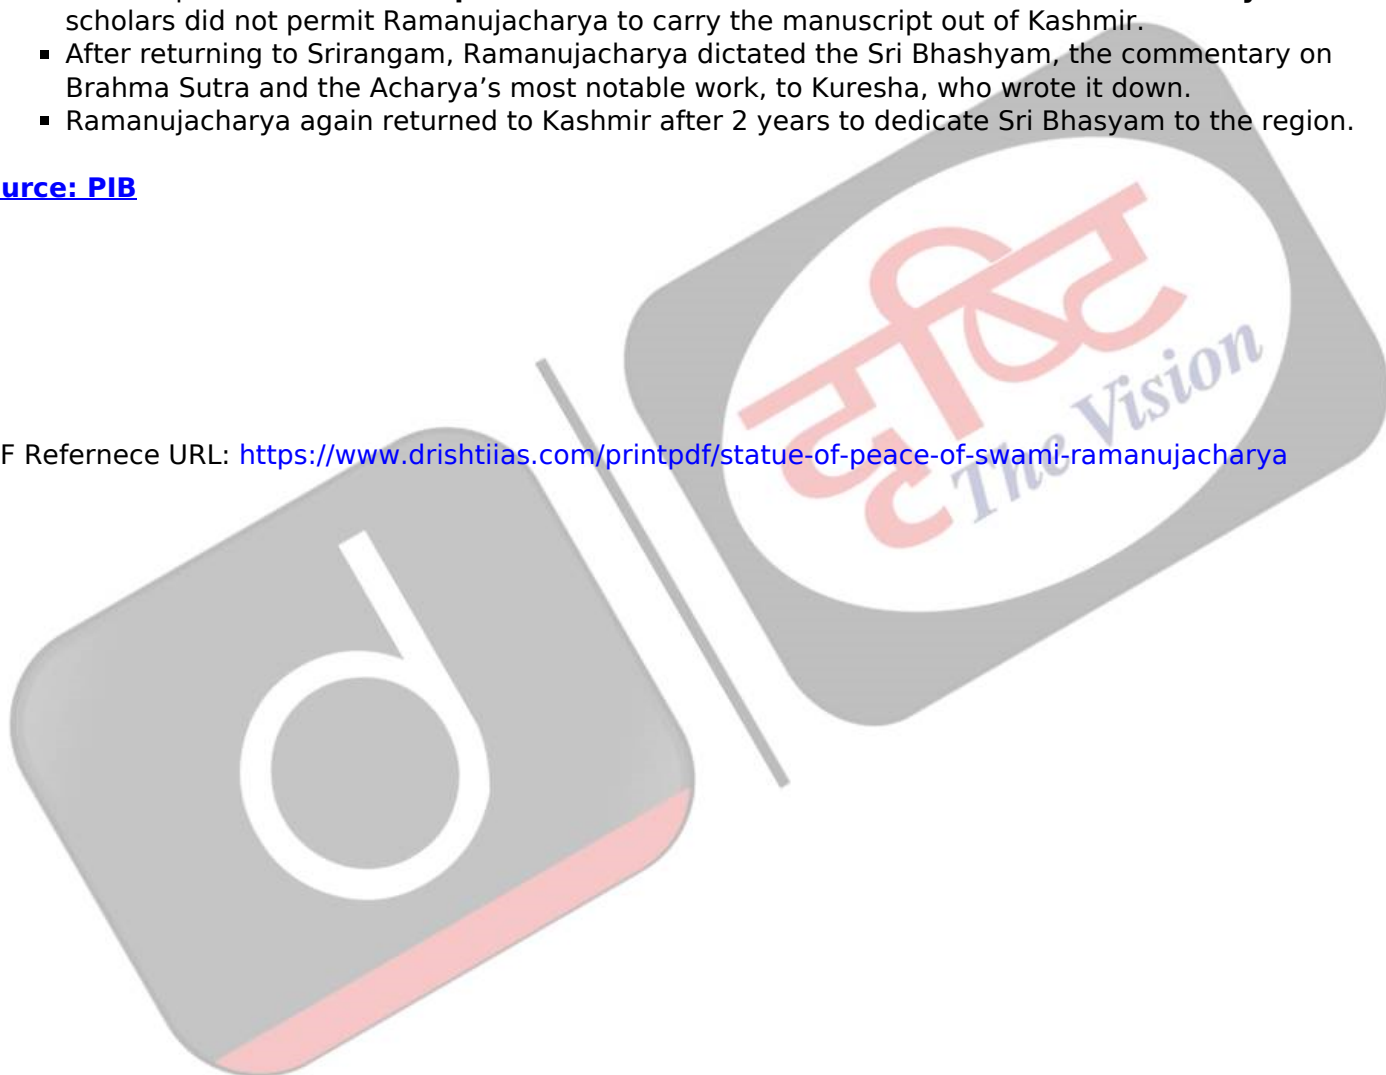 scholars did not permit Ramanujacharya to carry the manuscript out of Kashmir.
▪ After returning to Srirangam, Ramanujacharya dictated the Sri Bhashyam, the commentary on
Brahma Sutra and the Acharya’s most notable work, to Kuresha, who wrote it down.
▪ Ramanujacharya again returned to Kashmir after 2 years to dedicate Sri Bhasyam to the region.
urce: PIB
दृष्टि
The Vision
F Refernece URL: https://www.drishtiias.com/printpdf/statue-of-peace-of-swami-ramanujacharya
d